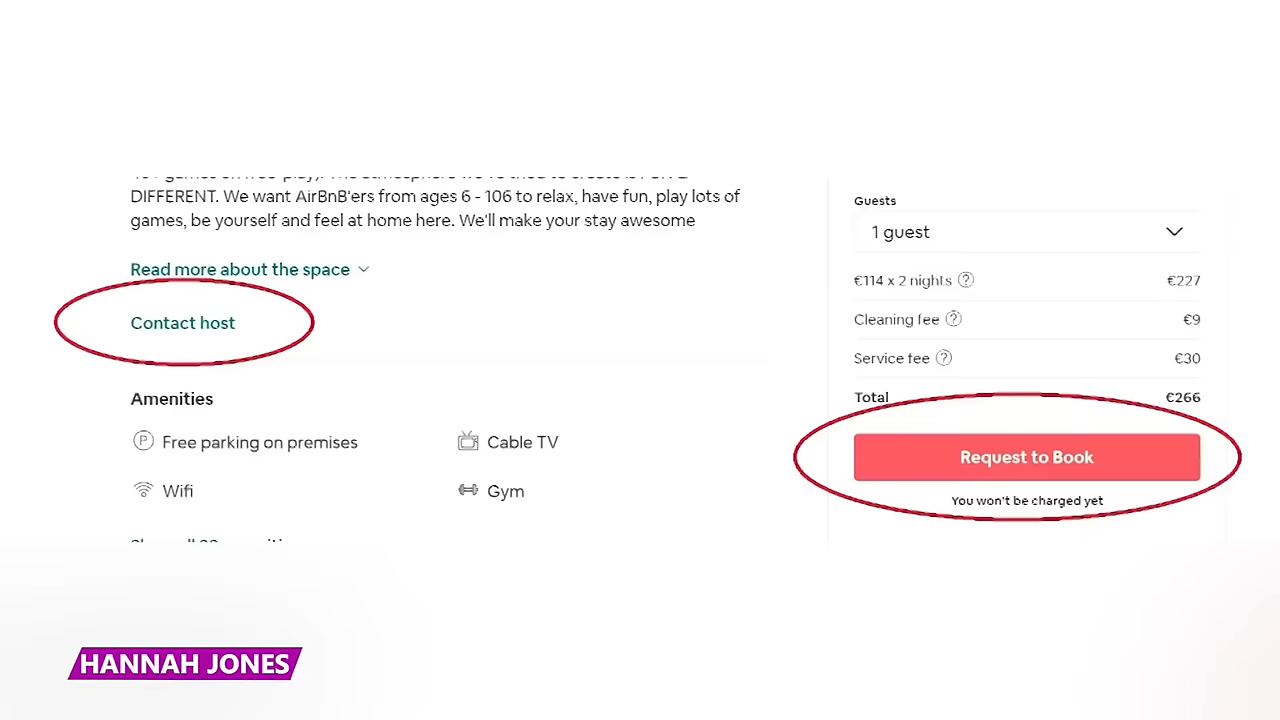 DIFFERENT. We want AirBnB'ers from ages 6 - 106 to relax, have fun, play lots of
games, be yourself and feel at home here. We'll make your stay awesome
Read more about the space
Contact host
Amenities
Free parking on premises
Cable TV
Wifi
Gym
Guests
1 guest
€114 x 2 nights ? €227
Cleaning fee ? €9
Service fee ? €30
Total €266
Request to Book
You won't be charged yet
HANNAH JONES